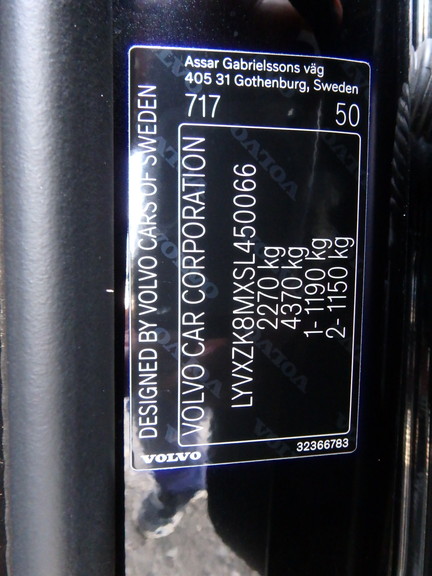 Assar Gabrielssons väg
405 31 Gothenburg, Sweden
717 50
DESIGNED BY VOLVO CARS OF SWEDEN
VOLVO CAR CORPORATION
LYVXZK8MXSL450066
2270 kg
4370 kg
1- 1190 kg
2- 1150 kg
VOLVO
32366783